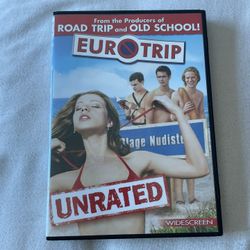 From the Producers of
ROAD TRIP and OLD SCHOOL!
EUROTRIP
Plage Nudiste
UNRATED
WIDESCREEN